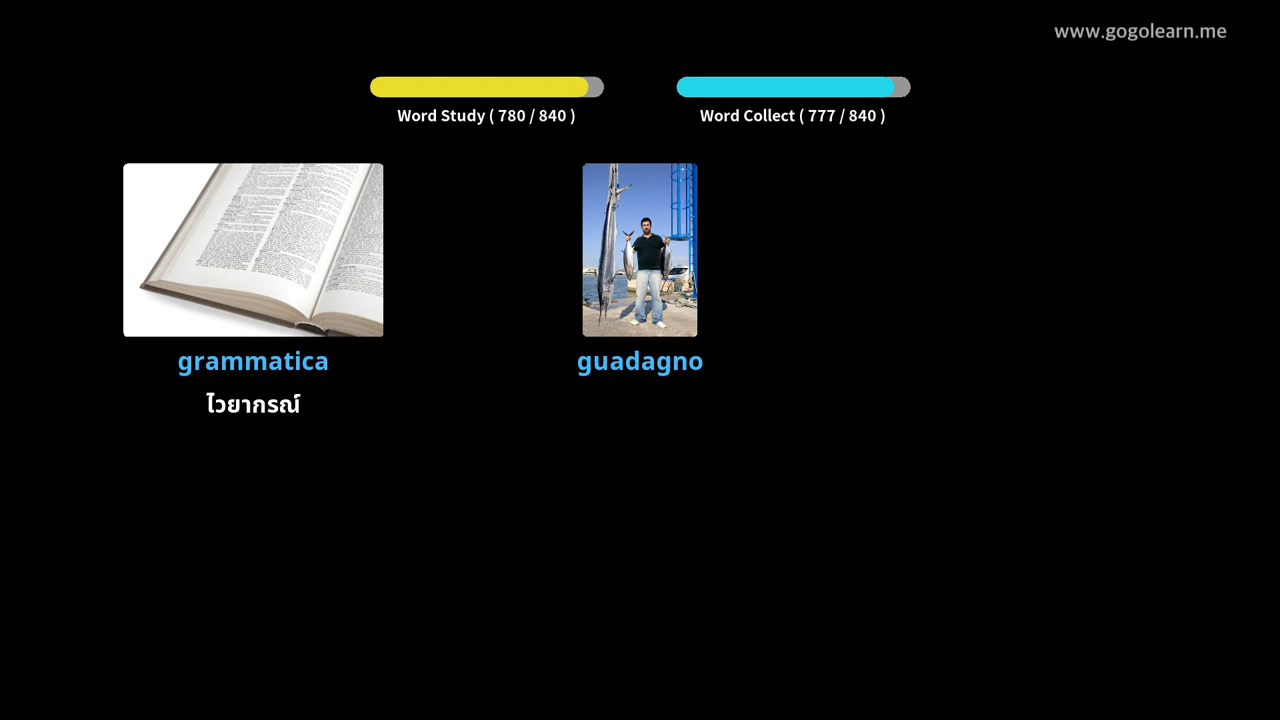 www.gogolearn.me
Word Study ( 780 / 840 )
Word Collect ( 777 / 840 )
grammatica
guadagno
ไวยากรณ์